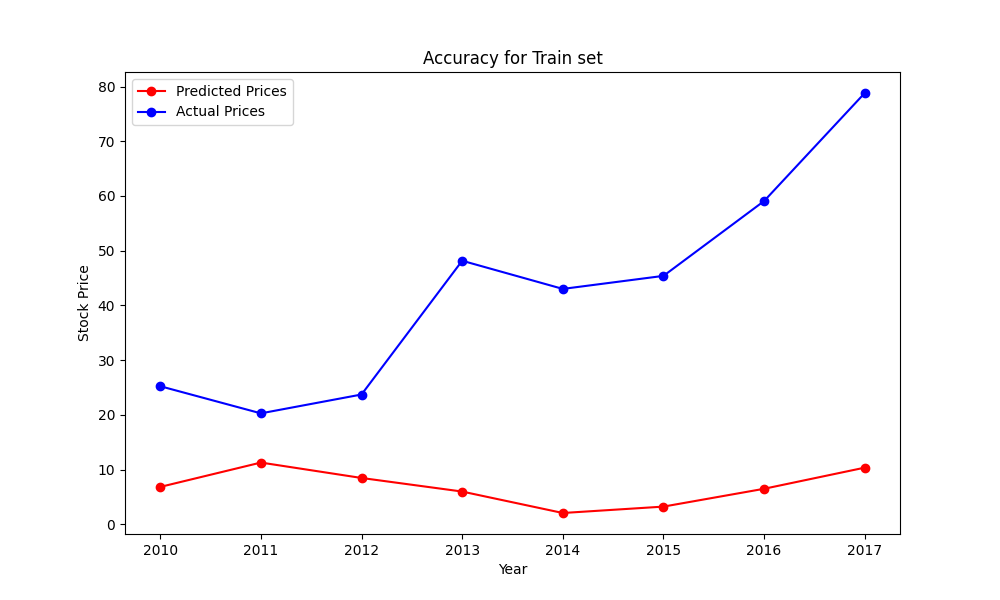 Accuracy for Train set
Predicted Prices
Actual Prices
80
70
60
50
40
30
20
10
0
Stock Price
2010 2011 2012 2013 2014 2015 2016 2017
Year